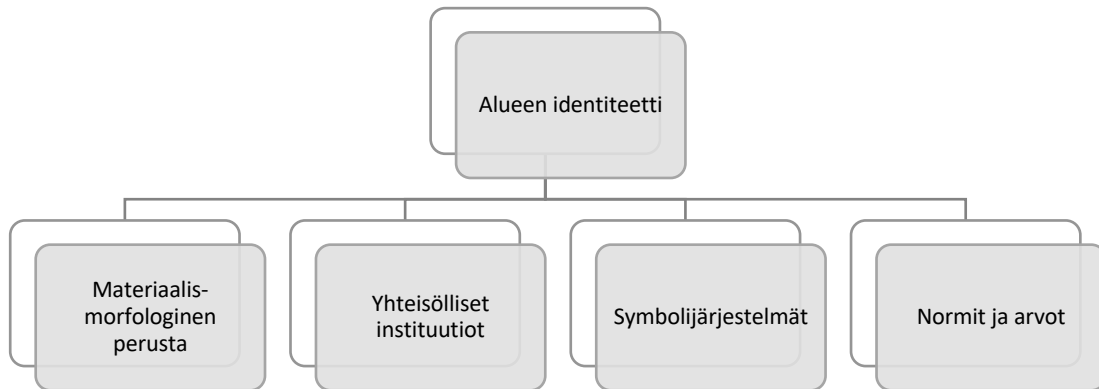 Alueen identiteetti
Materiaalis-
morfologinen
perusta
Yhteisölliset
instituutiot
Symbolijärjestelmät
Normit ja arvot